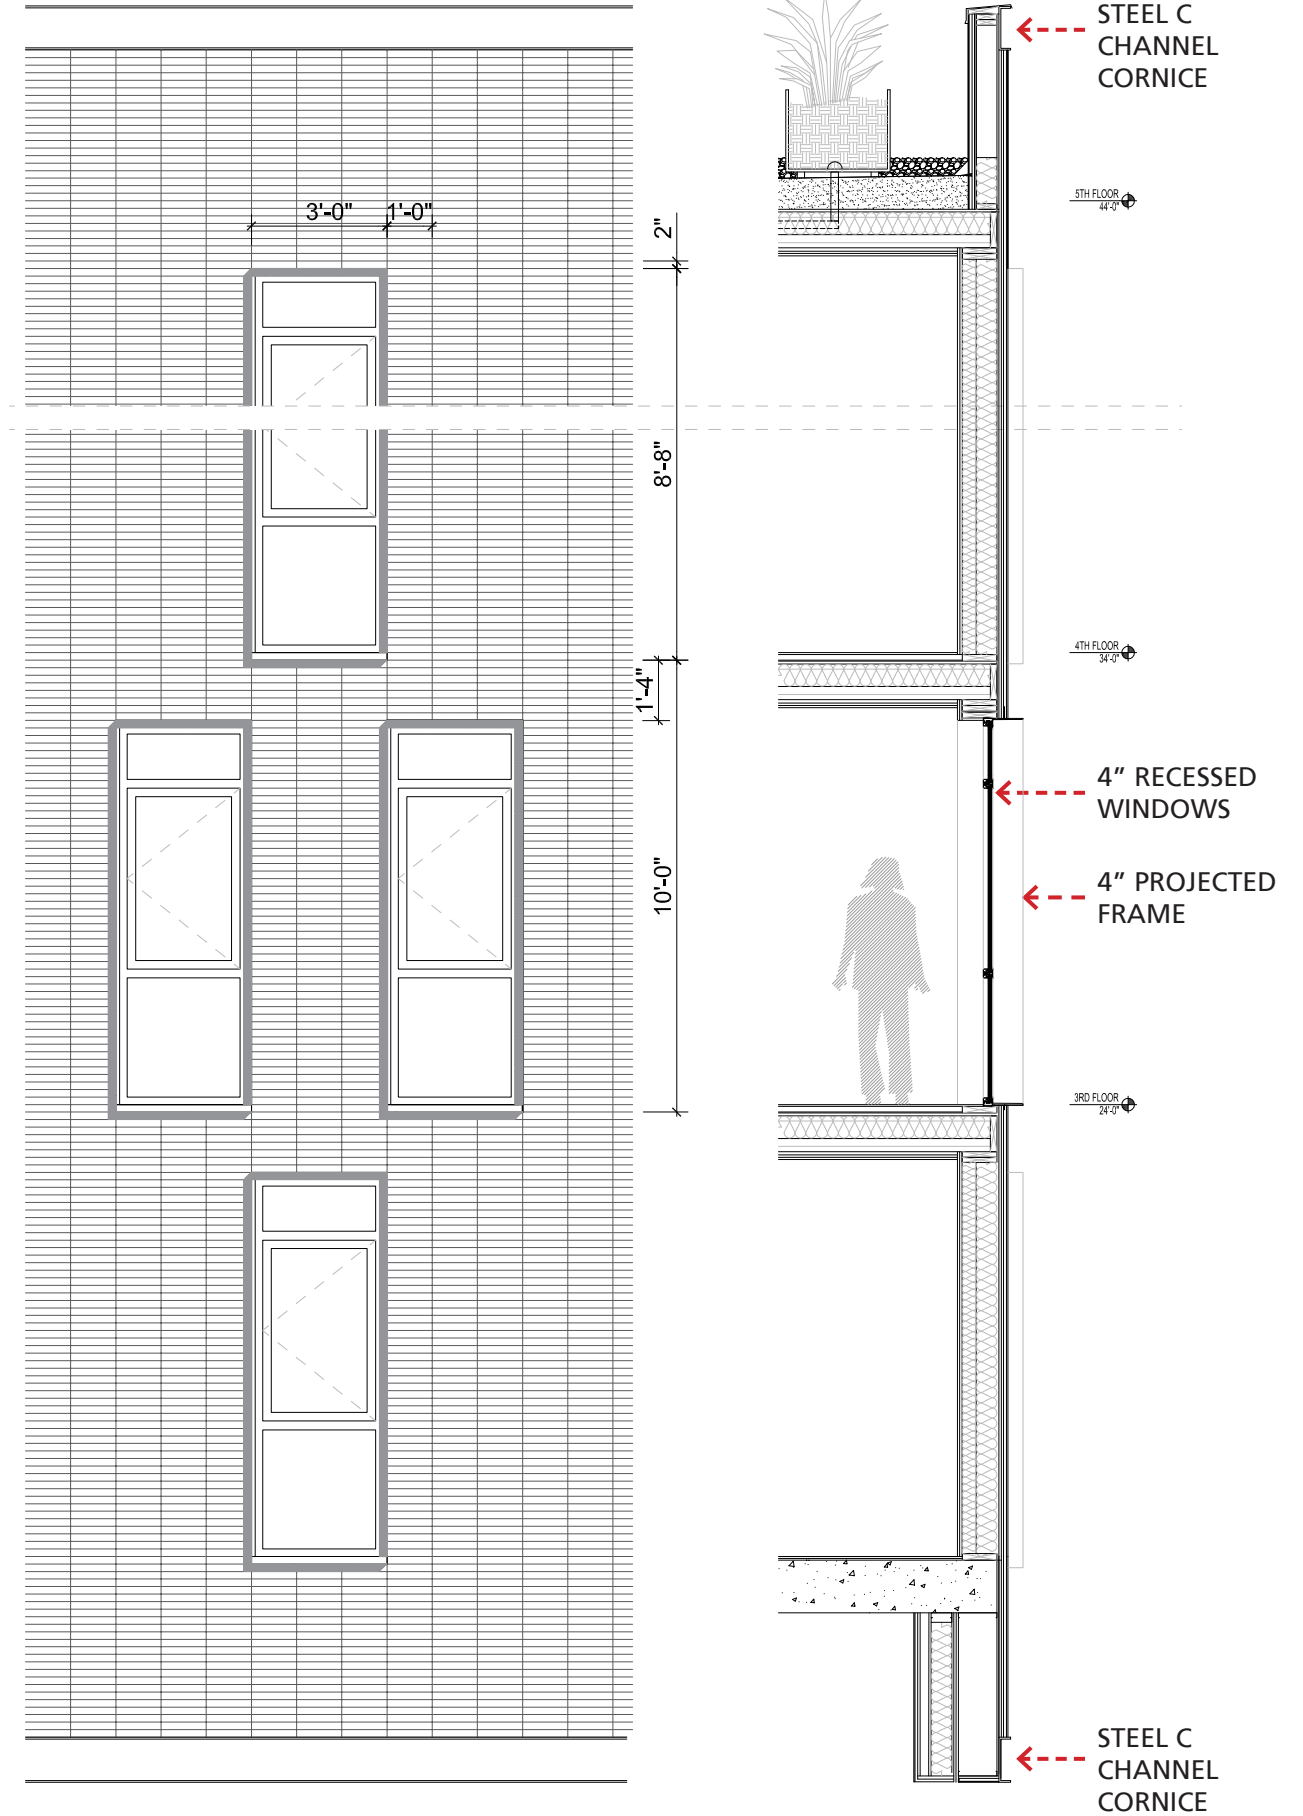 STEEL C
CHANNEL
CORNICE
5TH FLOOR
44'-0"
3'-0"
1'-0"
2"
8'-8"
4TH FLOOR
34'-0"
1'-4"
4” RECESSED
WINDOWS
10'-0"
4” PROJECTED
FRAME
3RD FLOOR
24'-0"
STEEL C
CHANNEL
CORNICE